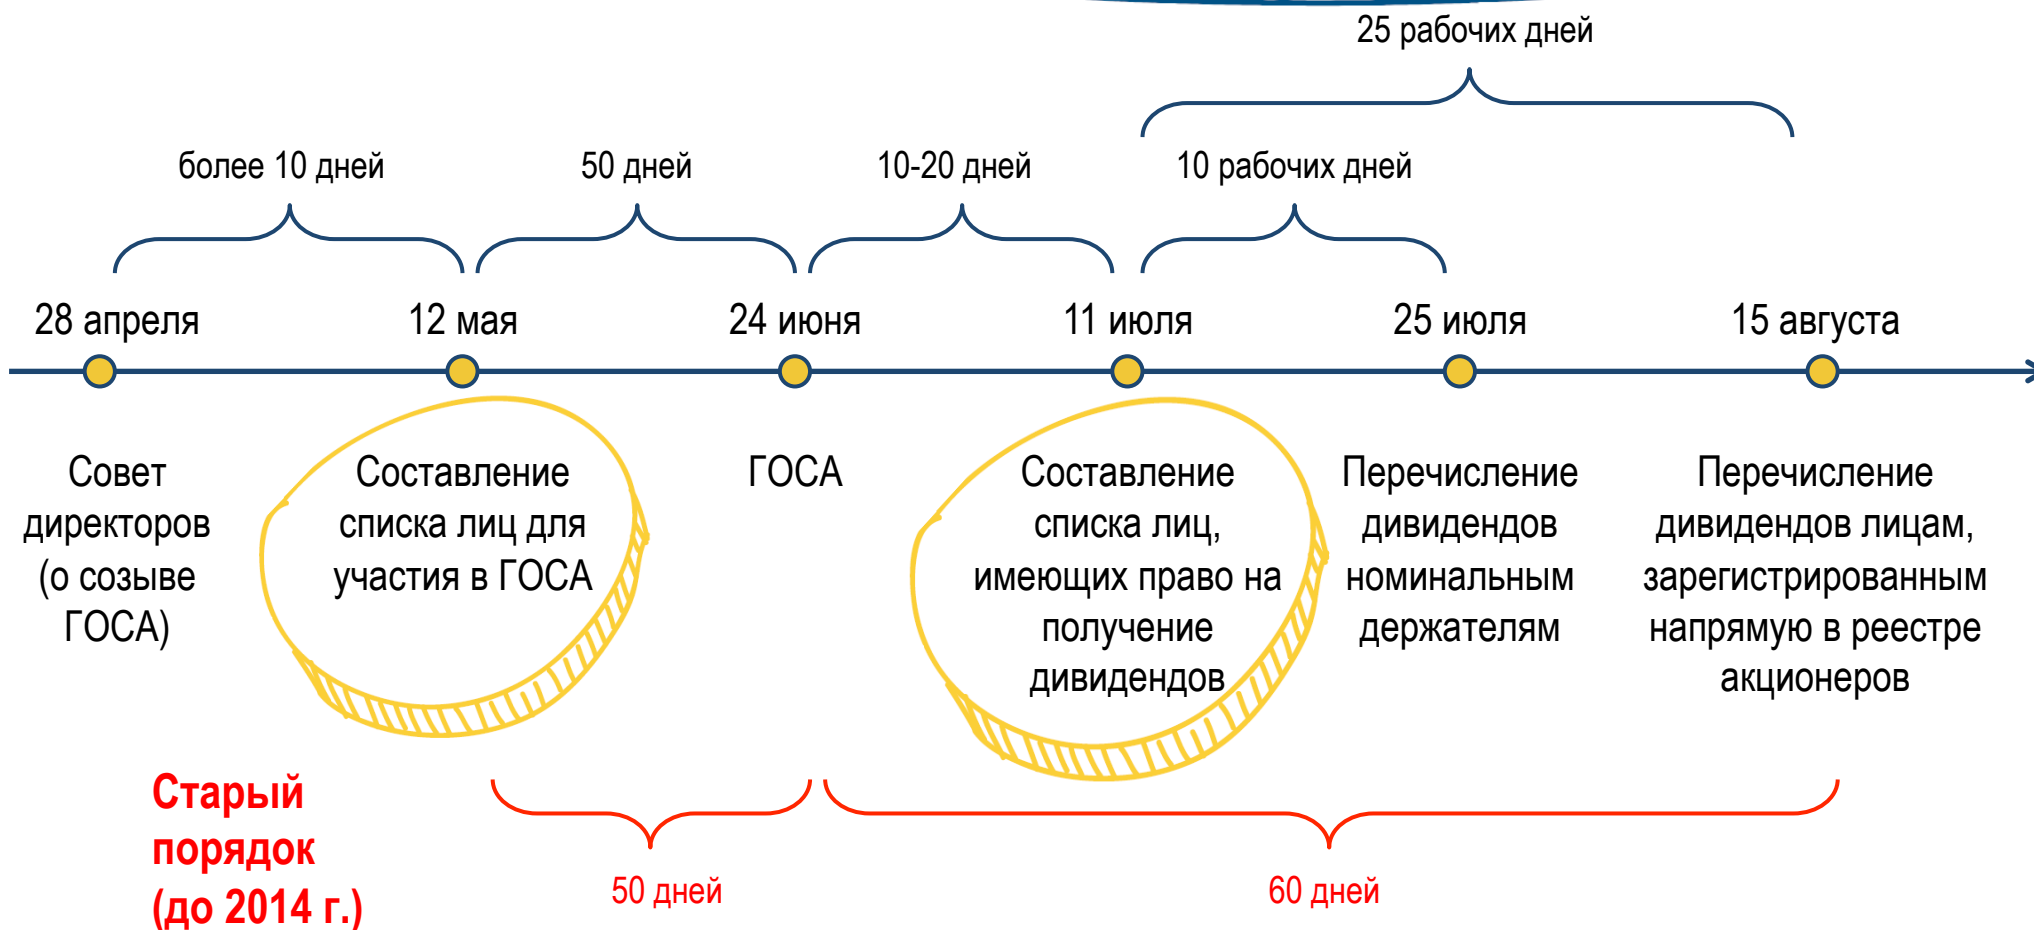 25 рабочих дней
более 10 дней
50 дней
10-20 дней
10 рабочих дней
28 апреля
12 мая
24 июня
11 июля
25 июля
15 августа
Совет
директоров
(о созыве
ГОСА)
Составление
списка лиц для
участия в ГОСА
ГОСА
Составление
списка лиц,
имеющих право на
получение
дивидендов
Перечисление
дивидендов
номинальным
держателям
Перечисление
дивидендов лицам,
зарегистрированным
напрямую в реестре
акционеров
Старый
порядок
(до 2014 г.)
50 дней
60 дней